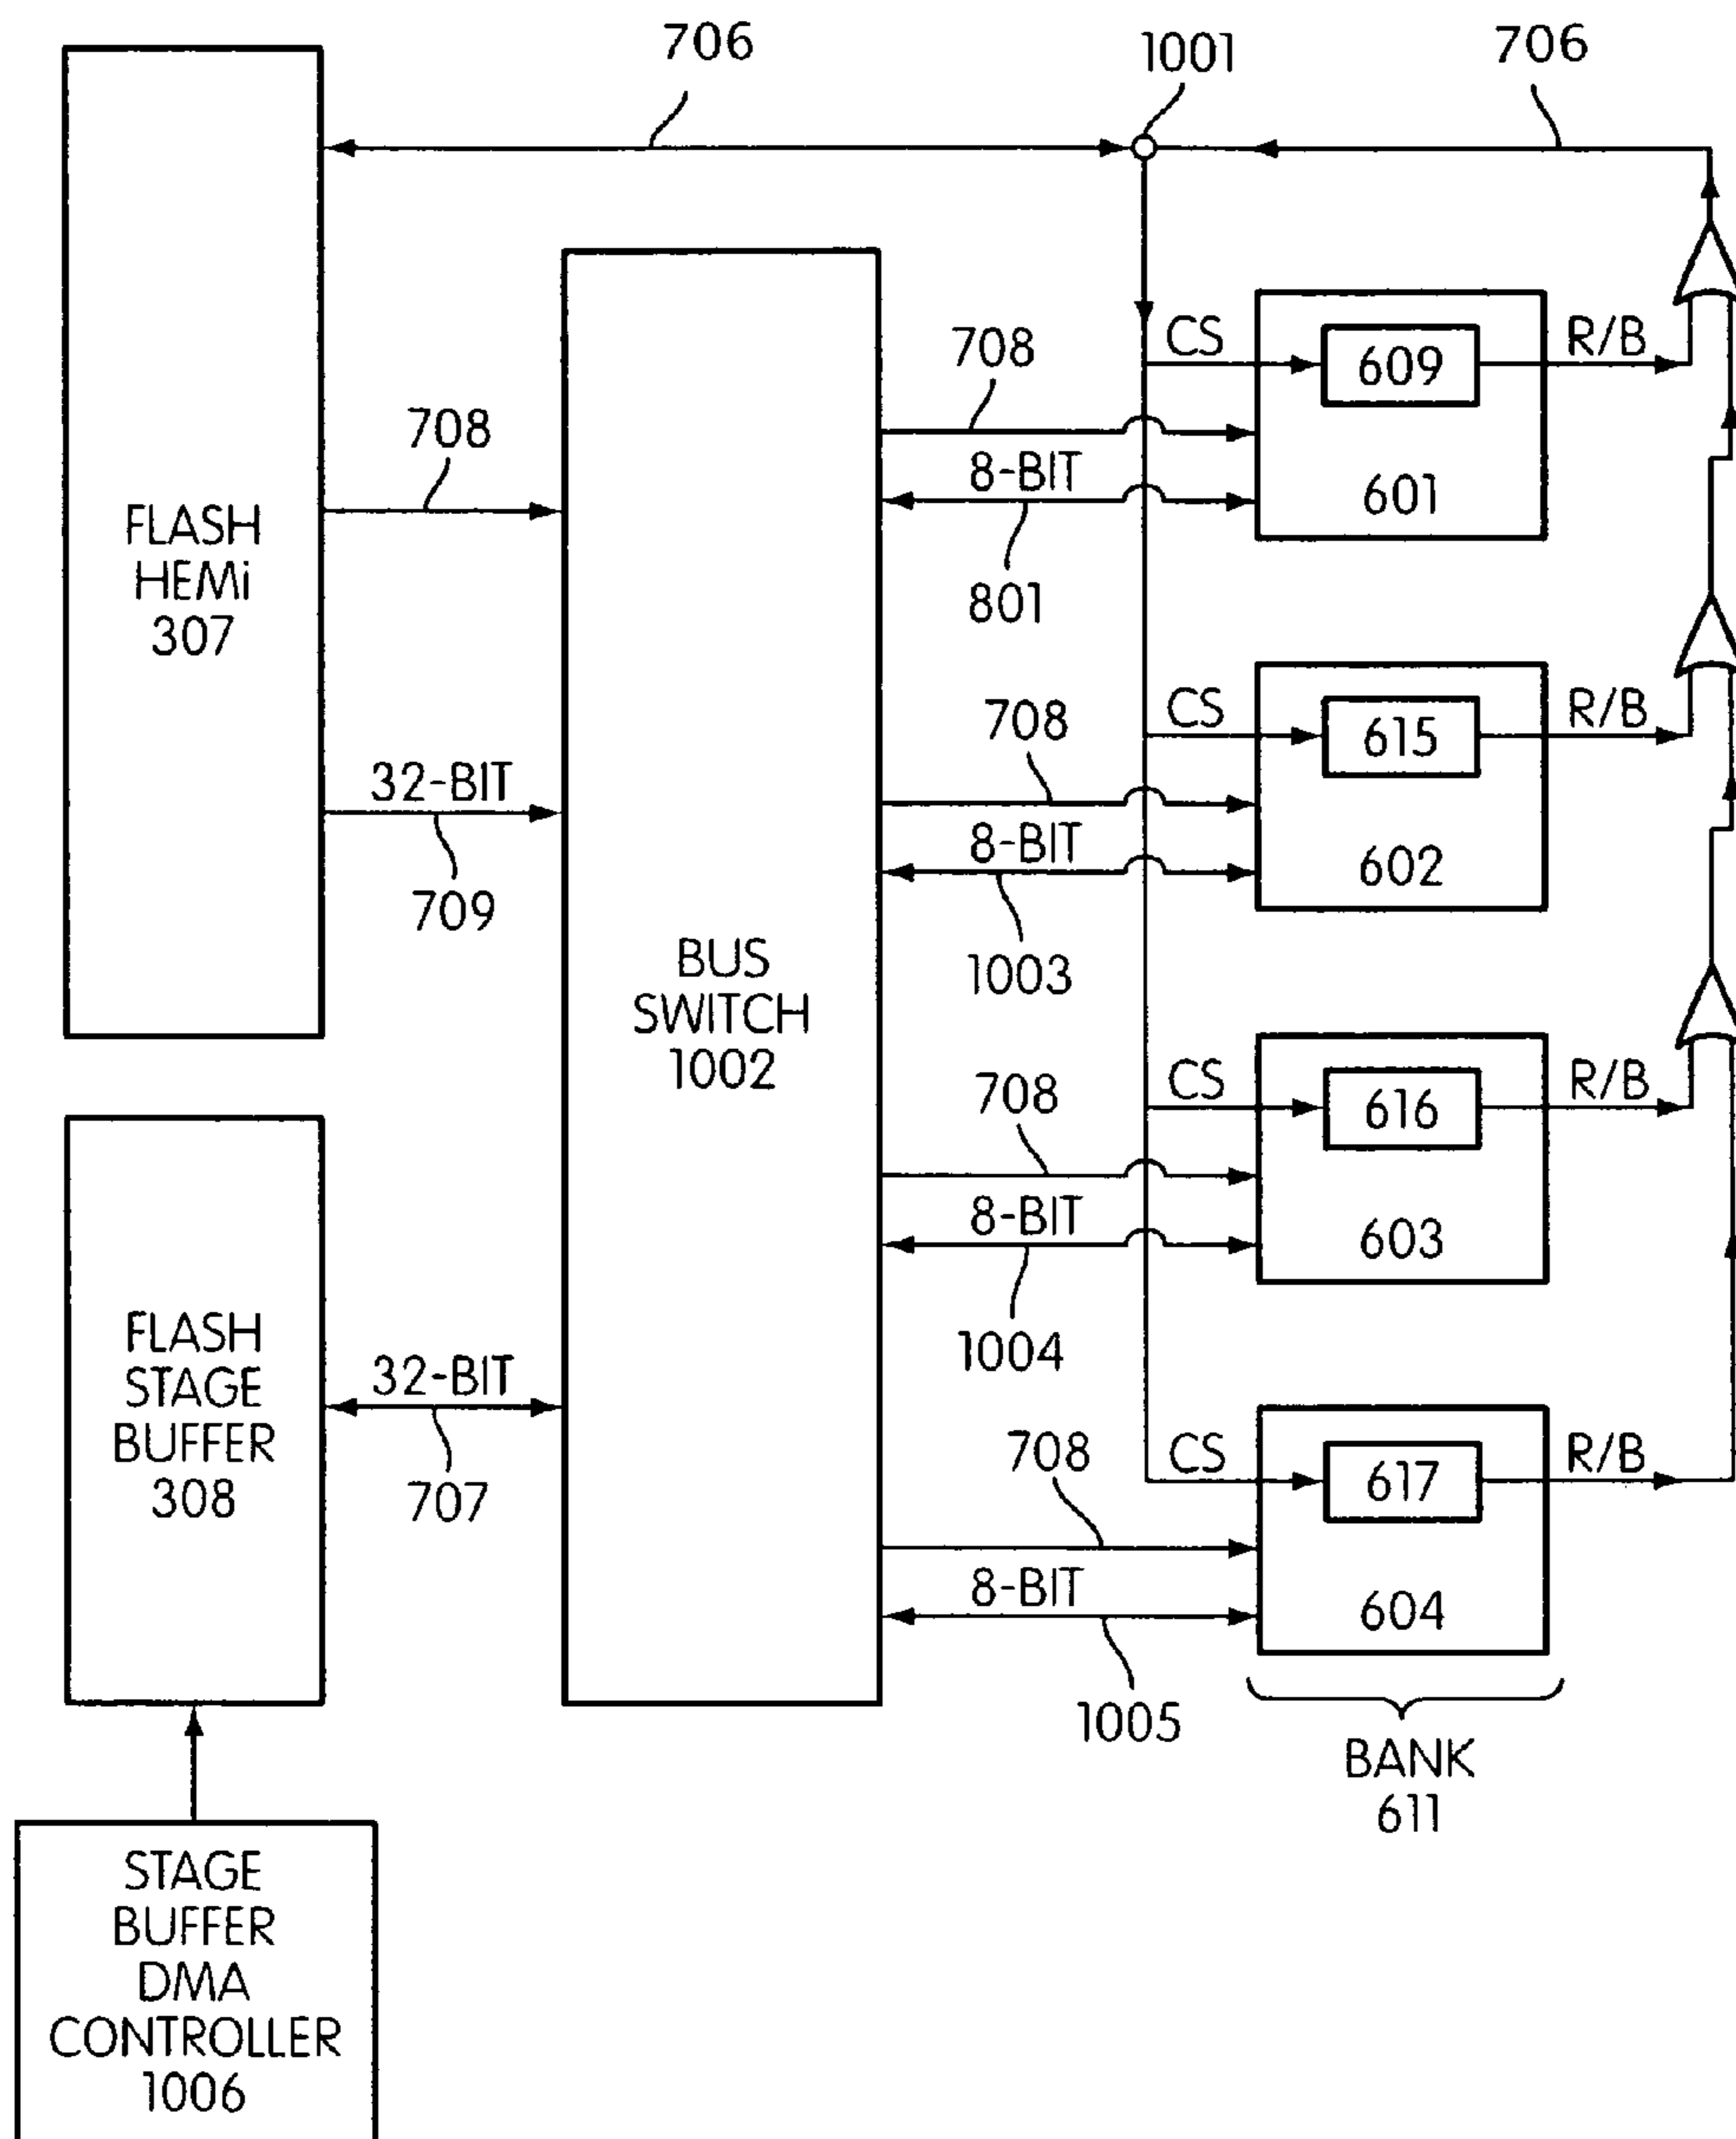 706
1001
706
FLASH
HEMi
307
708
32-BIT
709
BUS
SWITCH
1002
708
8-BIT
801
CS
609
R/B
601
708
8-BIT
1003
CS
615
R/B
602
708
8-BIT
1004
CS
616
R/B
603
FLASH
STAGE
BUFFER
308
32-BIT
707
708
8-BIT
1005
CS
617
R/B
604
BANK
611
STAGE
BUFFER
DMA
CONTROLLER
1006